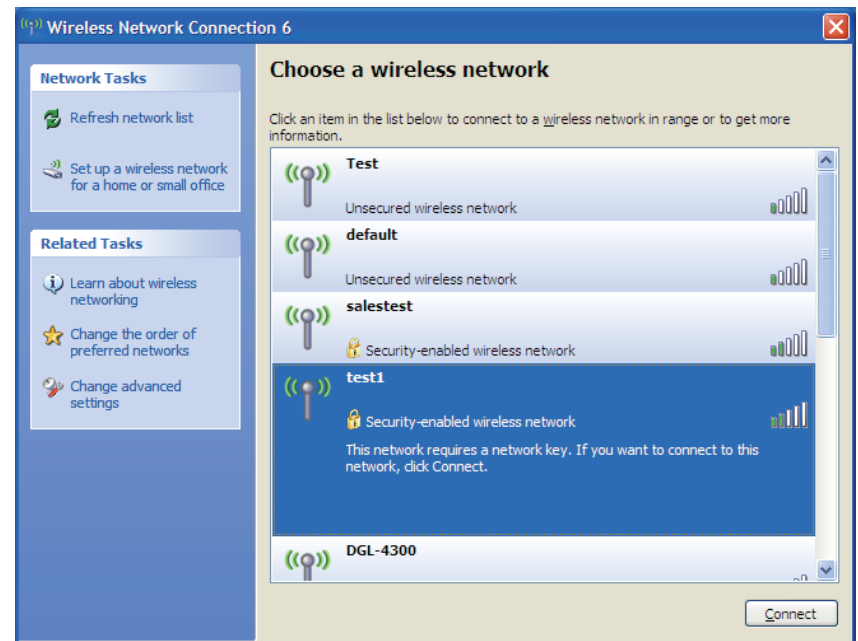 Wireless Network Connection 6
Network Tasks
Refresh network list
Set up a wireless network
for a home or small office
Related Tasks
Learn about wireless
networking
Change the order of
preferred networks
Change advanced
settings
Choose a wireless network
Click an item in the list below to connect to a wireless network in range or to get more
information.
Test
Unsecured wireless network
default
Unsecured wireless network
salestest
Security-enabled wireless network
test1
Security-enabled wireless network
This network requires a network key. If you want to connect to this
network, click Connect.
DGL-4300
Connect